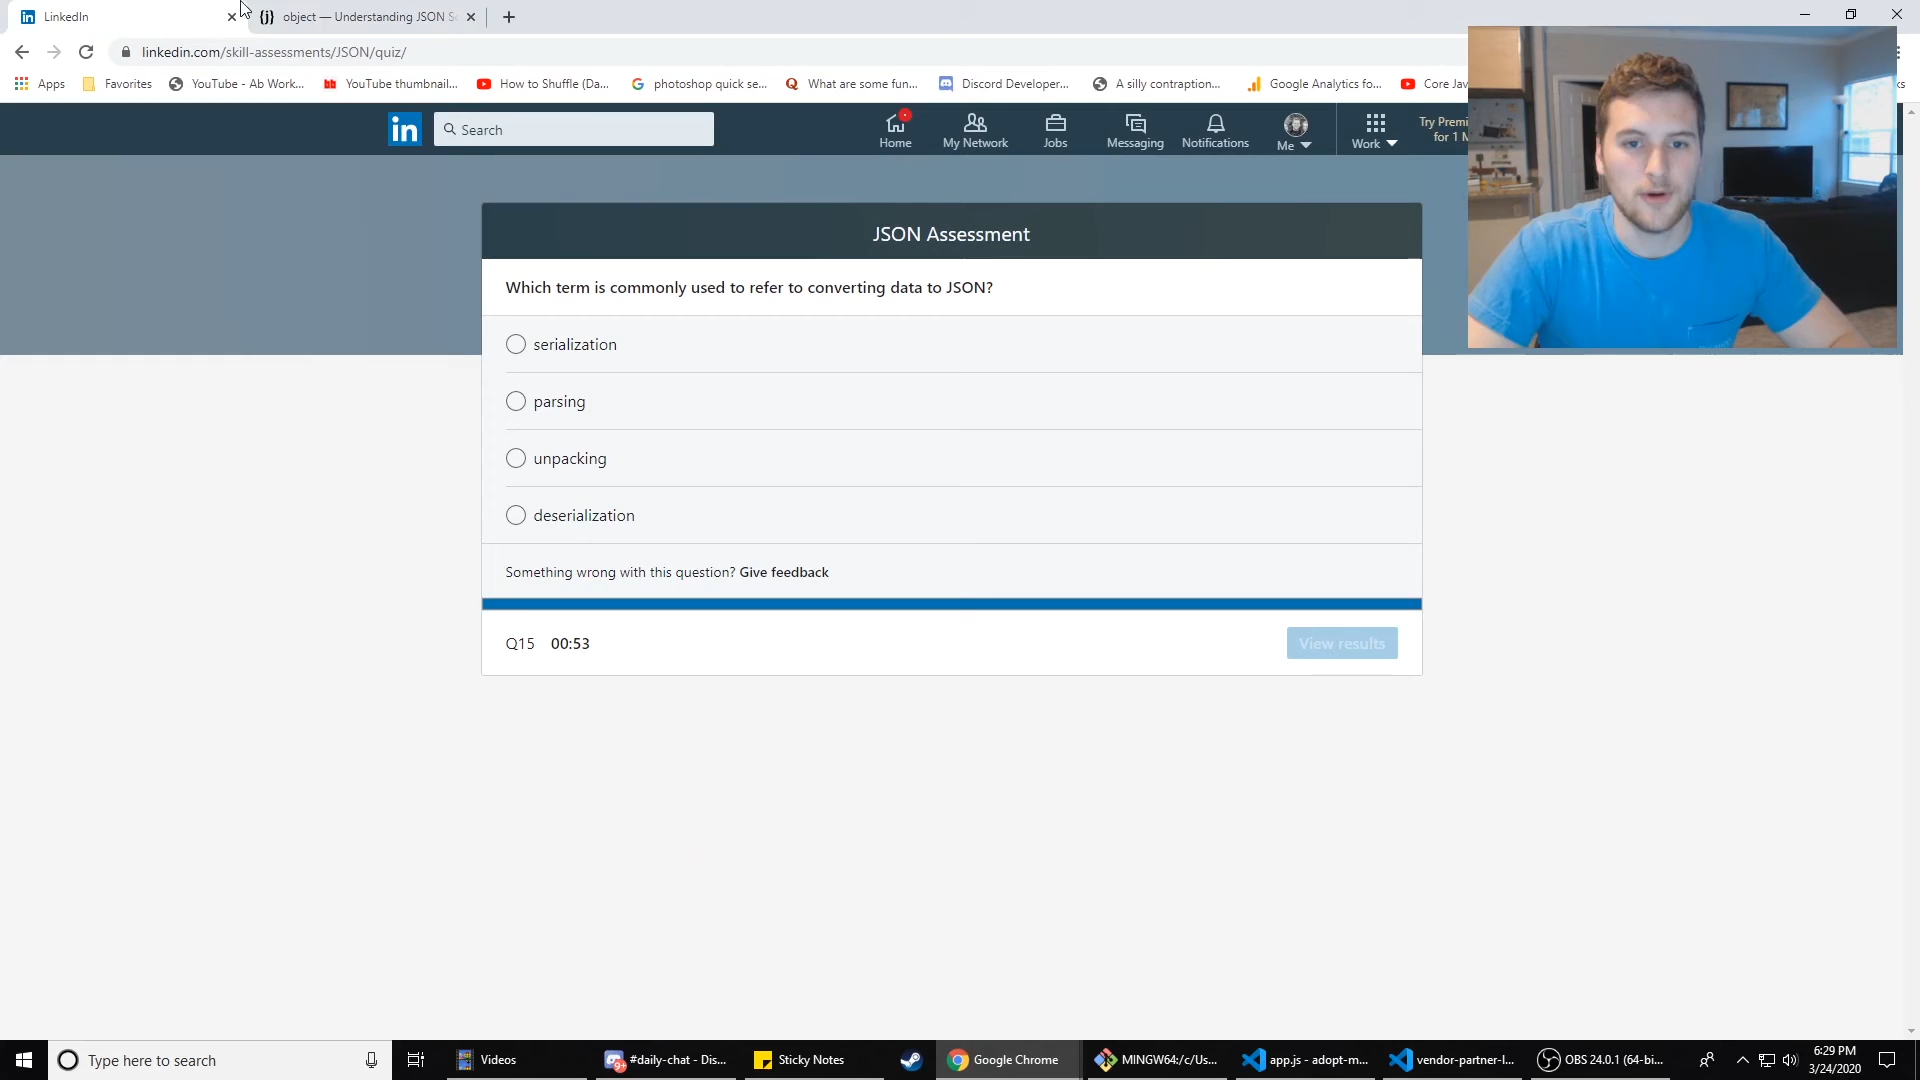 LinkedIn
{j} object — Understanding JSON S
linkedin.com/skill-assessments/JSON/quiz/
Apps
Favorites
YouTube - Ab Work...
YouTube thumbnail...
How to Shuffle (Da...
photoshop quick se...
What are some fun...
Discord Developer...
A silly contraption...
Google Analytics fo...
Core Jav
in
Search
Home
My Network
Jobs
Messaging
Notifications
Me
Work
Try Premi
for 1 M
JSON Assessment
Which term is commonly used to refer to converting data to JSON?
serialization
parsing
unpacking
deserialization
Something wrong with this question? Give feedback
Q15 00:53
View results
Type here to search
Videos
#daily-chat - Dis...
Sticky Notes
Google Chrome
MINGW64:/c/Us...
app.js - adopt-m...
vendor-partner-l...
OBS 24.0.1 (64-bi...
6:29 PM
3/24/2020